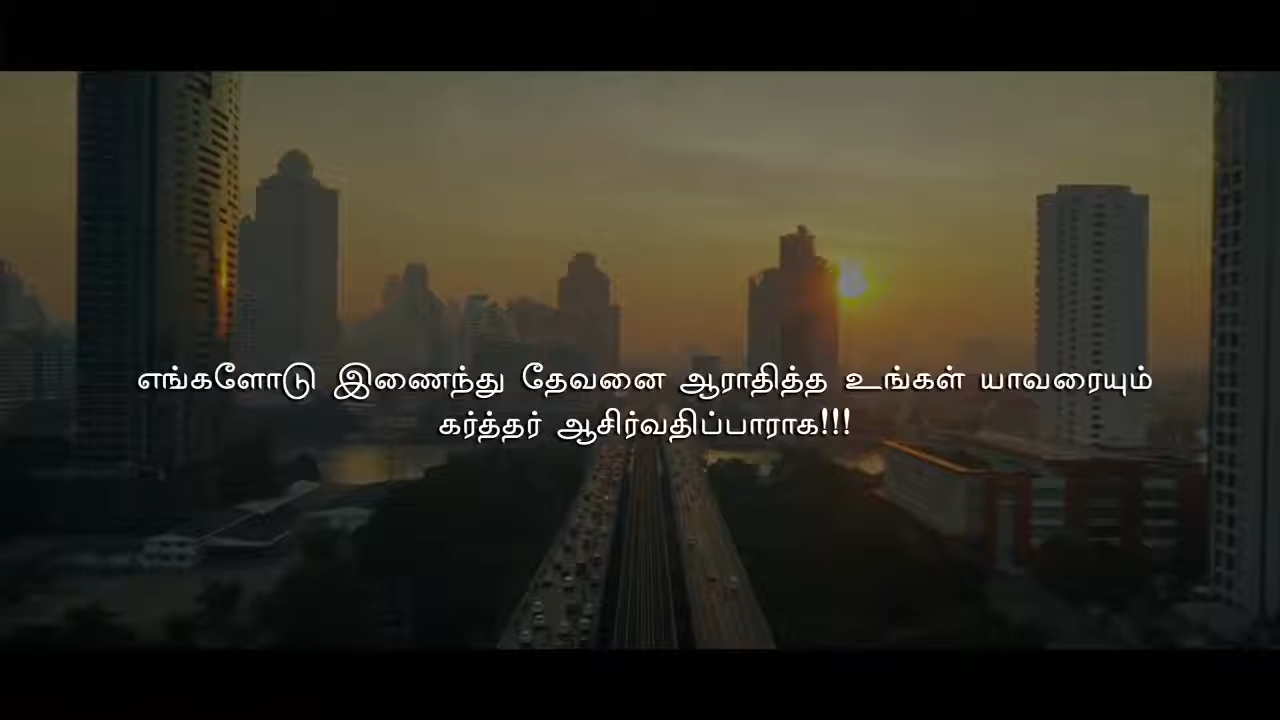 எங்களோடு இணைந்து தேவனை ஆராதித்த உங்கள் யாவரையும்
கர்த்தர் ஆசிர்வதிப்பாராக!!!